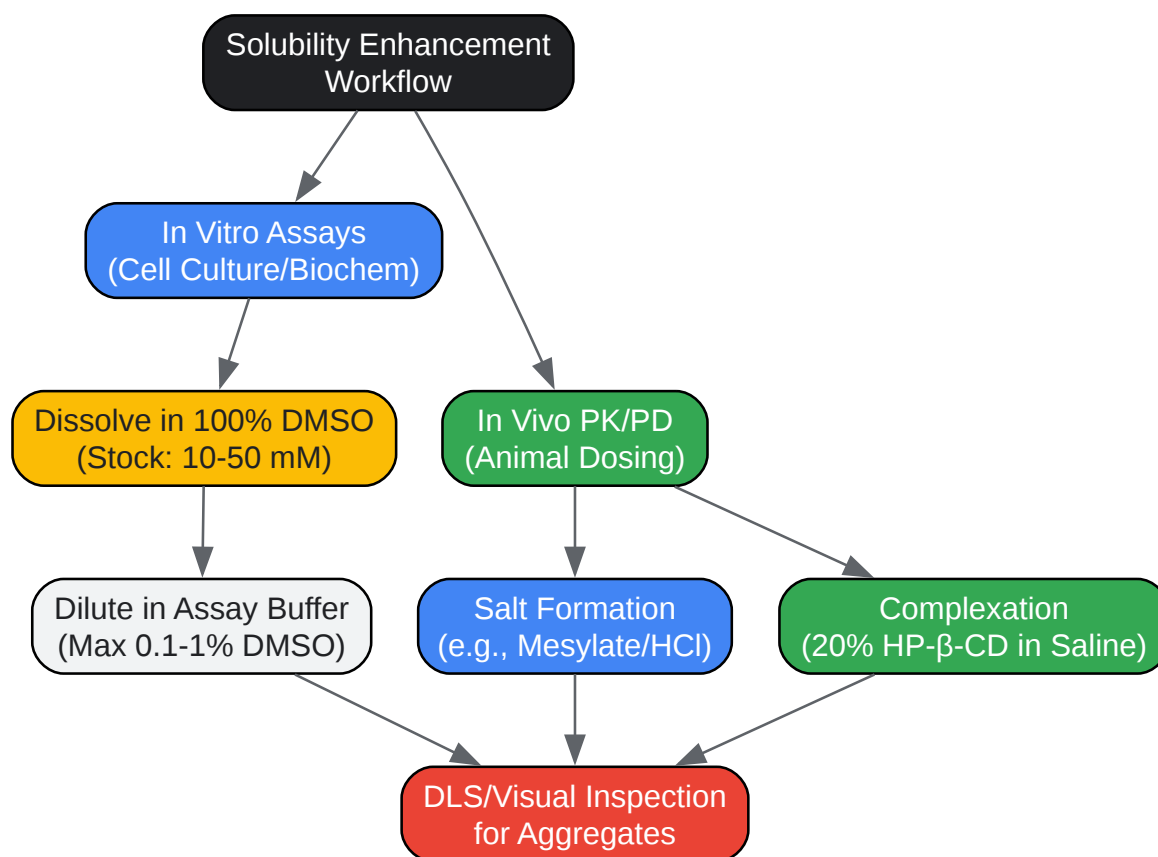 Solubility Enhancement
Workflow
In Vitro Assays
(Cell Culture/Biochem)
Dissolve in 100% DMSO
(Stock: 10-50 mM)
In Vivo PK/PD
(Animal Dosing)
Dilute in Assay Buffer
(Max 0.1-1% DMSO)
Salt Formation
(e.g., Mesylate/HCl)
Complexation
(20% HP-β-CD in Saline)
DLS/Visual Inspection
for Aggregates